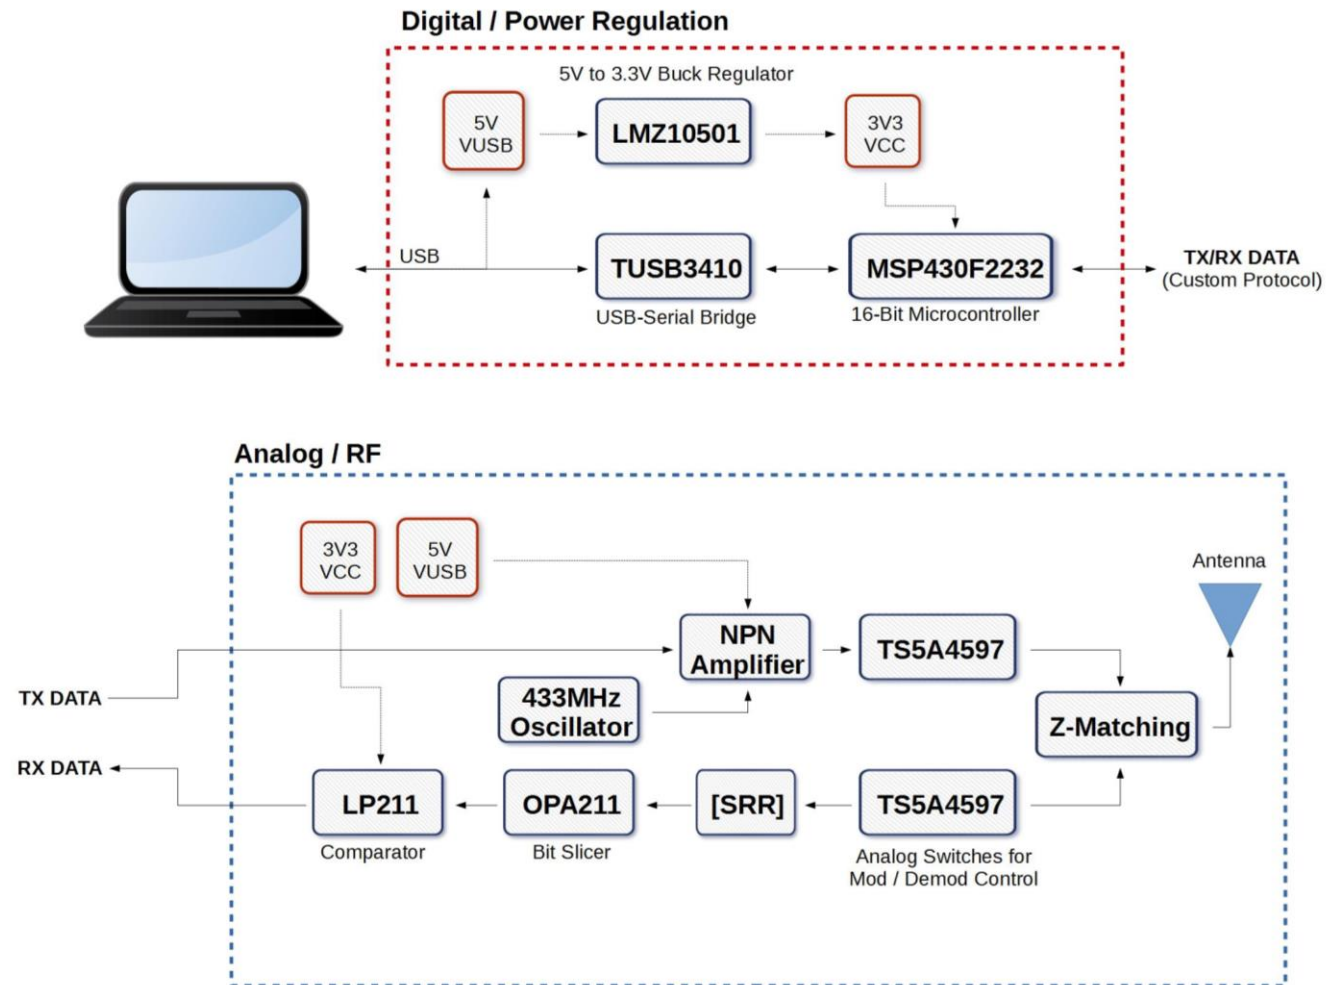 Digital / Power Regulation
5V to 3.3V Buck Regulator
5V
VUSB
LMZ10501
3V3
VCC
USB
TUSB3410
MSP430F2232
TX/RX DATA
(Custom Protocol)
USB-Serial Bridge
16-Bit Microcontroller
Analog / RF
3V3
VCC
5V
VUSB
Antenna
NPN
Amplifier
TS5A4597
TX DATA
433MHz
Oscillator
Z-Matching
RX DATA
LP211
OPA211
[SRR]
TS5A4597
Comparator
Bit Slicer
Analog Switches for
Mod / Demod Control